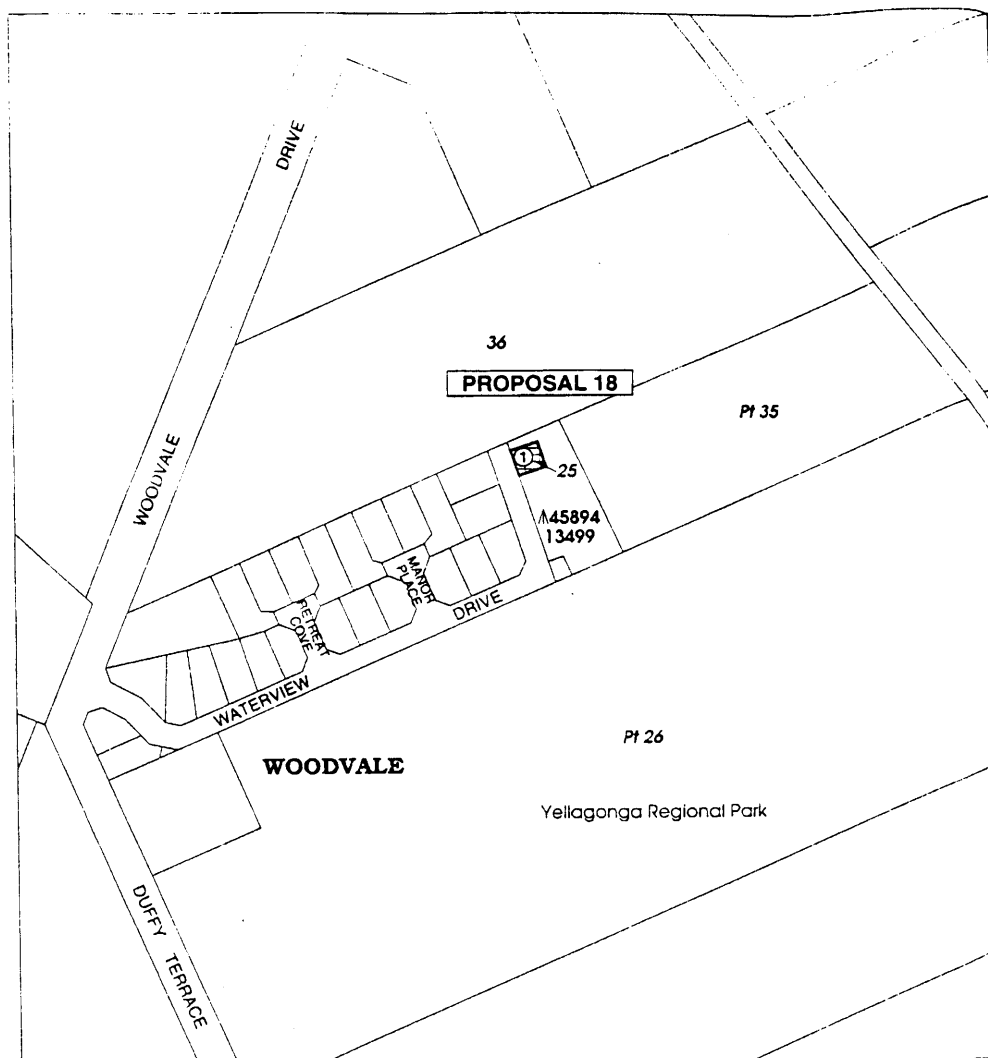 DRIVE
36
PROPOSAL 18
Pt 35
WOODVALE
1
25
45894
13499
MANOR
PLACE
DRIVE
RETREAT
COVE
WATERVIEW
Pt 26
WOODVALE
Yellagonga Regional Park
DUFFY TERRACE